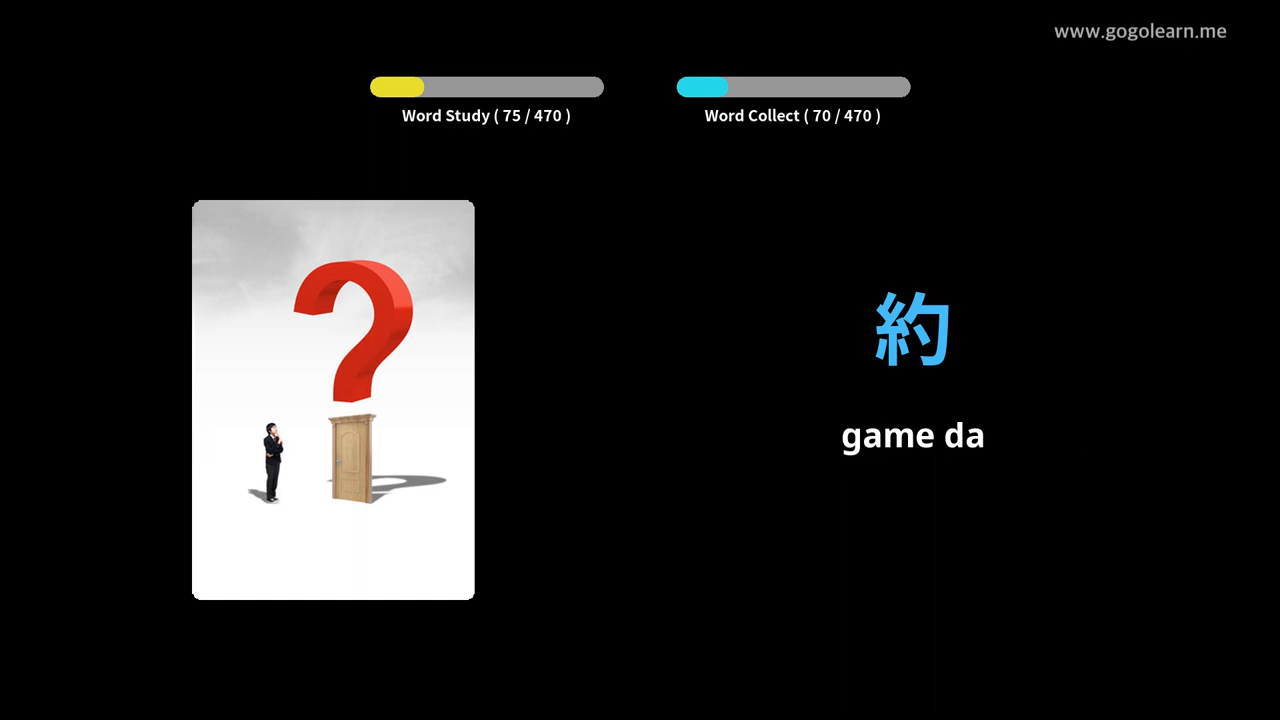 www.gogolearn.me
Word Study ( 75 / 470 )
Word Collect ( 70 / 470 )
?
約
game da